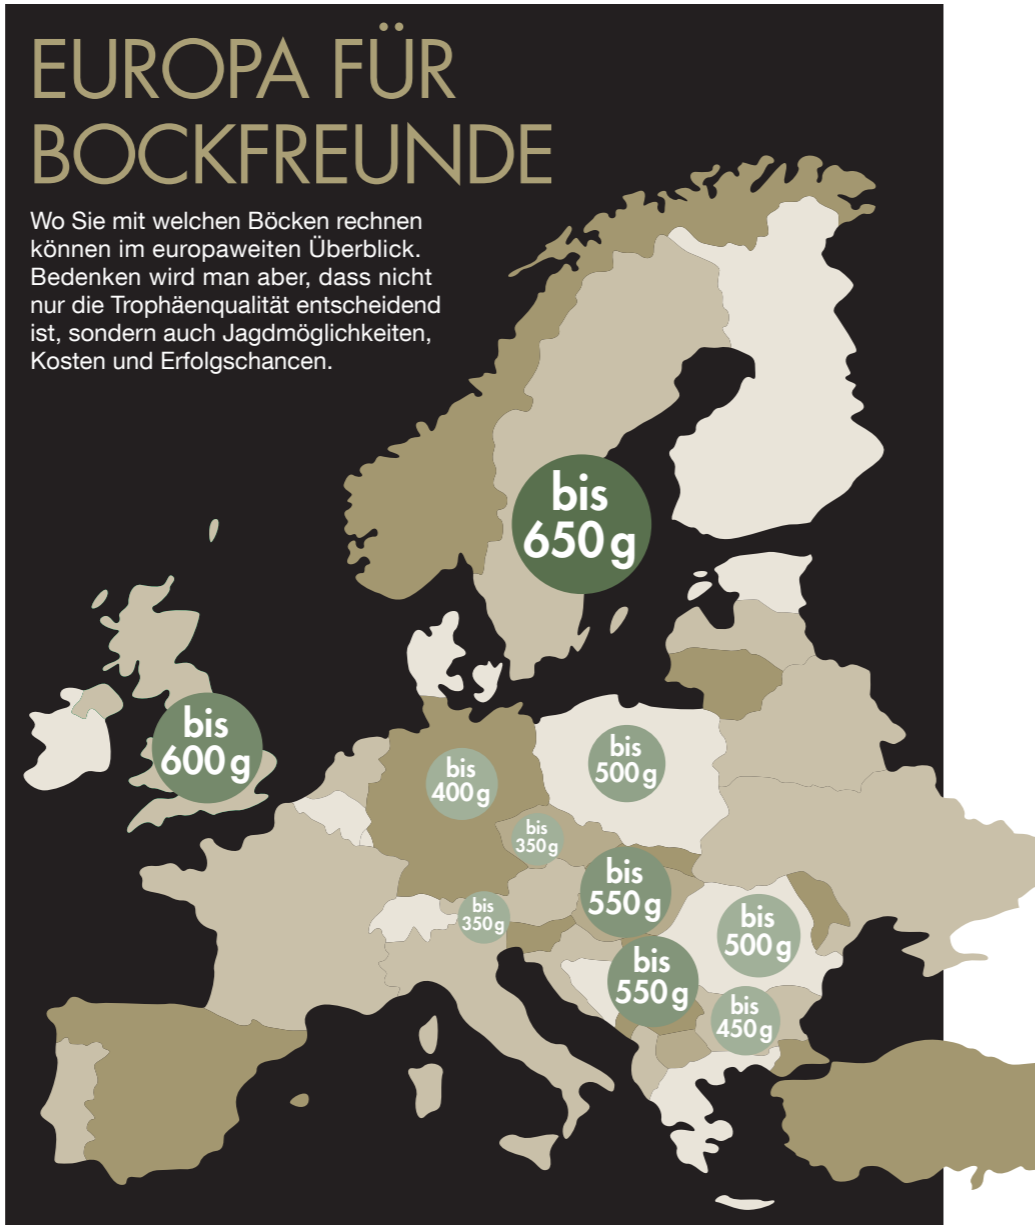 EUROPA FÜR
BOCKFREUNDE
Wo Sie mit welchen Böcken rechnen
können im europaweiten Überblick.
Bedenken wird man aber, dass nicht
nur die Trophäenqualität entscheidend
ist, sondern auch Jagdmöglichkeiten,
Kosten und Erfolgschancen.
bis
650 g
bis
600 g
bis
400 g
bis
500 g
bis
350 g
bis
550 g
bis
350 g
bis
500 g
bis
550 g
bis
450 g